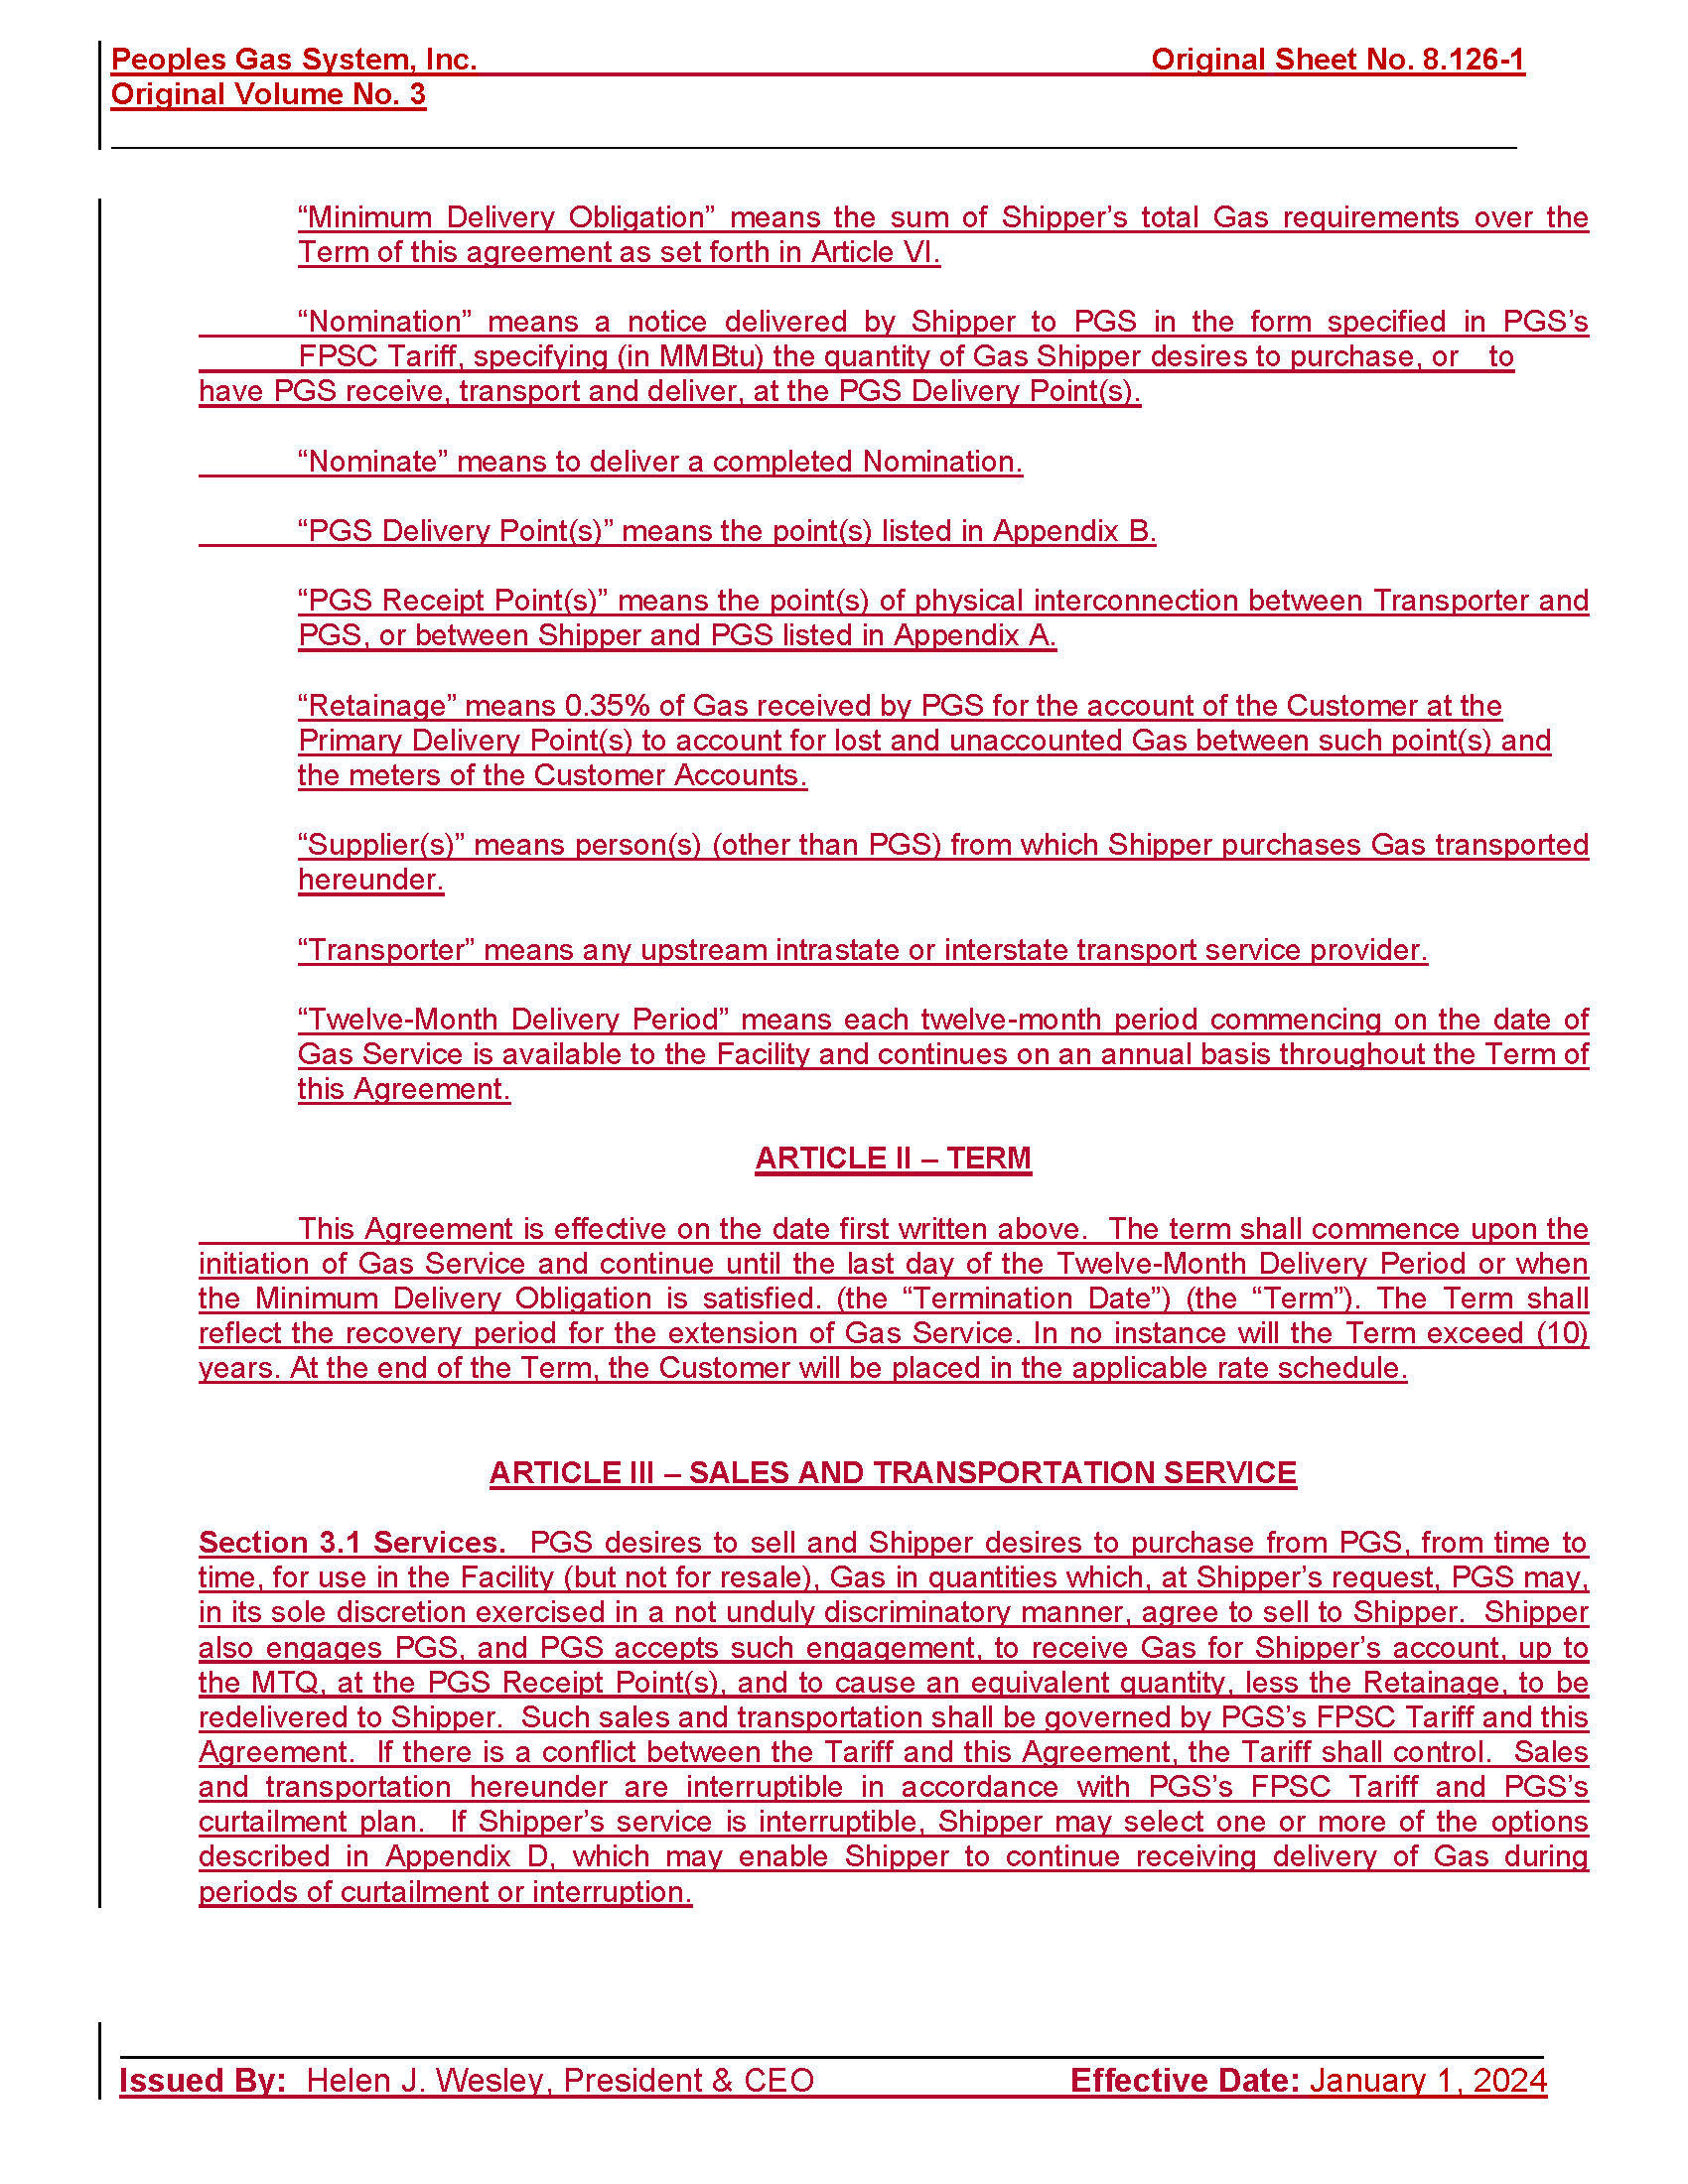 Peoples Gas System, Inc. Original Sheet No. 8.126-1
Original Volume No. 3
“Minimum Delivery Obligation” means the sum of Shipper’s total Gas requirements over the
Term of this agreement as set forth in Article VI.
“Nomination” means a notice delivered by Shipper to PGS in the form specified in PGS’s
FPSC Tariff, specifying (in MMBtu) the quantity of Gas Shipper desires to purchase, or to
have PGS receive, transport and deliver, at the PGS Delivery Point(s).
“Nominate” means to deliver a completed Nomination.
“PGS Delivery Point(s)” means the point(s) listed in Appendix B.
“PGS Receipt Point(s)” means the point(s) of physical interconnection between Transporter and
PGS, or between Shipper and PGS listed in Appendix A.
“Retainage” means 0.35% of Gas received by PGS for the account of the Customer at the
Primary Delivery Point(s) to account for lost and unaccounted Gas between such point(s) and
the meters of the Customer Accounts.
“Supplier(s)” means person(s) (other than PGS) from which Shipper purchases Gas transported
hereunder.
“Transporter” means any upstream intrastate or interstate transport service provider.
“Twelve-Month Delivery Period” means each twelve-month period commencing on the date of
Gas Service is available to the Facility and continues on an annual basis throughout the Term of
this Agreement.
ARTICLE II – TERM
This Agreement is effective on the date first written above. The term shall commence upon the
initiation of Gas Service and continue until the last day of the Twelve-Month Delivery Period or when
the Minimum Delivery Obligation is satisfied. (the “Termination Date”) (the “Term”). The Term shall
reflect the recovery period for the extension of Gas Service. In no instance will the Term exceed (10)
years. At the end of the Term, the Customer will be placed in the applicable rate schedule.
ARTICLE III – SALES AND TRANSPORTATION SERVICE
Section 3.1 Services. PGS desires to sell and Shipper desires to purchase from PGS, from time to
time, for use in the Facility (but not for resale), Gas in quantities which, at Shipper’s request, PGS may,
in its sole discretion exercised in a not unduly discriminatory manner, agree to sell to Shipper. Shipper
also engages PGS, and PGS accepts such engagement, to receive Gas for Shipper’s account, up to
the MTQ, at the PGS Receipt Point(s), and to cause an equivalent quantity, less the Retainage, to be
redelivered to Shipper. Such sales and transportation shall be governed by PGS’s FPSC Tariff and this
Agreement. If there is a conflict between the Tariff and this Agreement, the Tariff shall control. Sales
and transportation hereunder are interruptible in accordance with PGS’s FPSC Tariff and PGS’s
curtailment plan. If Shipper’s service is interruptible, Shipper may select one or more of the options
described in Appendix D, which may enable Shipper to continue receiving delivery of Gas during
periods of curtailment or interruption.
Issued By: Helen J. Wesley, President & CEO Effective Date: January 1, 2024